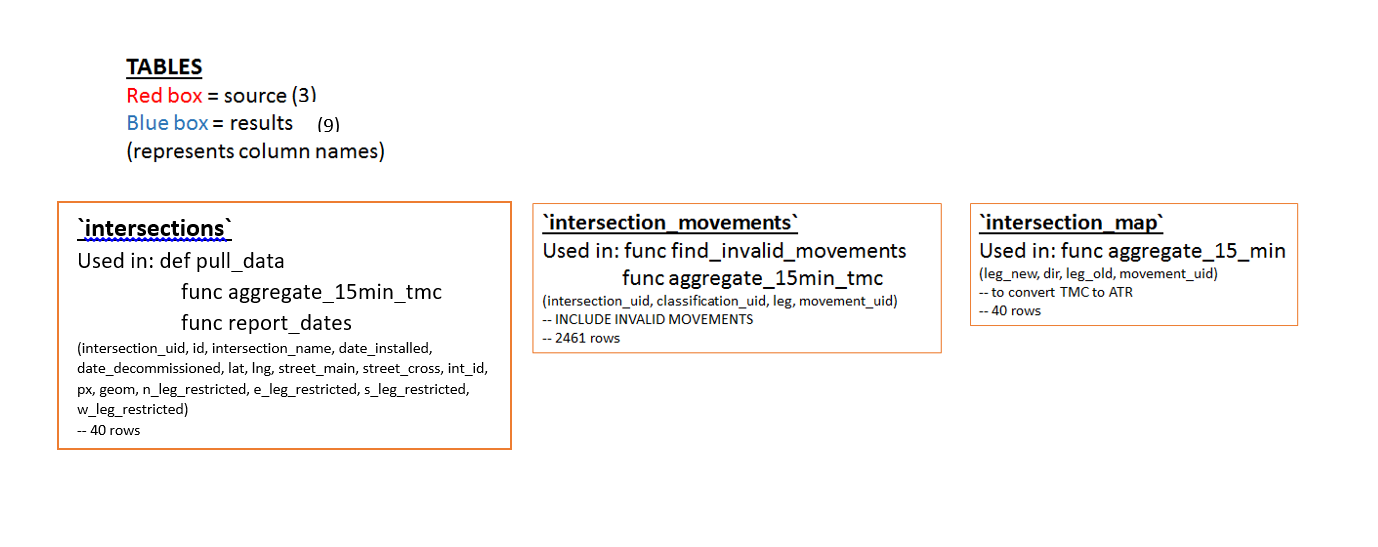 TABLES
Red box = source (3)
Blue box = results (9)
(represents column names)
`intersections`
Used in: def pull_data
func aggregate_15min_tmc
func report_dates
(intersection_uid, id, intersection_name, date_installed,
date_decommissioned, lat, lng, street_main, street_cross, int_id,
px, geom, n_leg_restricted, e_leg_restricted, s_leg_restricted,
w_leg_restricted)
-- 40 rows
`intersection_movements`
Used in: func find_invalid_movements
func aggregate_15min_tmc
(intersection_uid, classification_uid, leg, movement_uid)
-- INCLUDE INVALID MOVEMENTS
-- 2461 rows
`intersection_map`
Used in: func aggregate_15_min
(leg_new, dir, leg_old, movement_uid)
-- to convert TMC to ATR
-- 40 rows